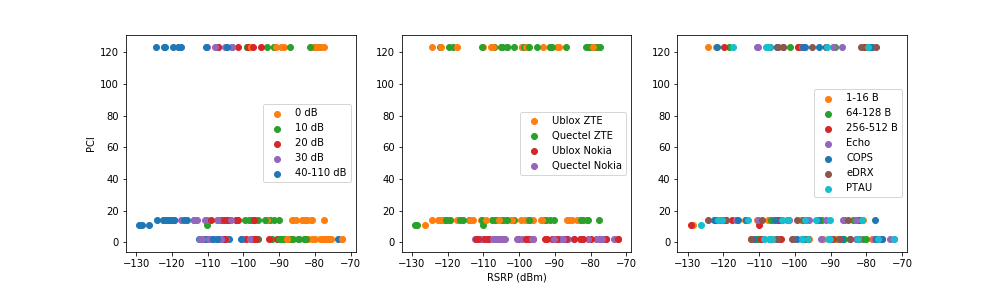 PCI
120
100
80
60
40
20
0
−130 −120 −110 −100 −90 −80 −70
0 dB
10 dB
20 dB
30 dB
40-110 dB
120
100
80
60
40
20
0
−130 −120 −110 −100 −90 −80 −70
RSRP (dBm)
Ublox ZTE
Quectel ZTE
Ublox Nokia
Quectel Nokia
120
100
80
60
40
20
0
−130 −120 −110 −100 −90 −80 −70
1-16 B
64-128 B
256-512 B
Echo
COPS
eDRX
PTAU